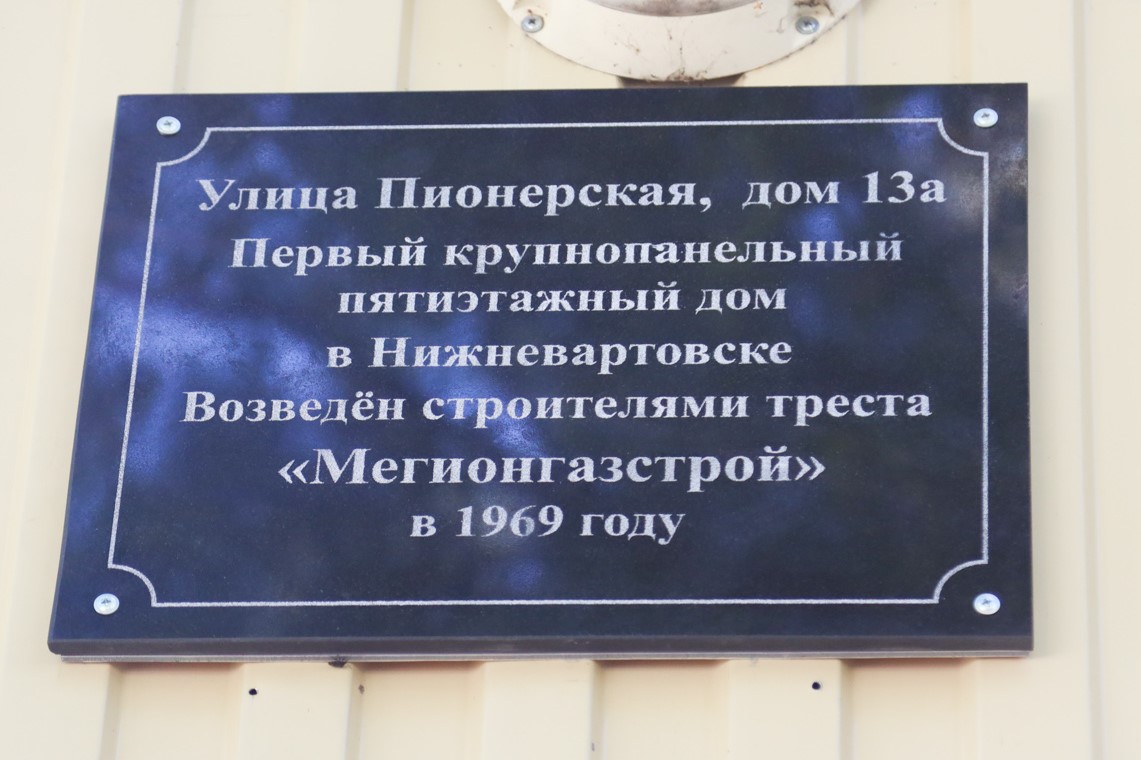 Улица Пионерская, дом 13а
Первый крупнопанельный
пятиэтажный дом
в Нижневартовске
Возведён строителями треста
«Мегионгазстрой»
в 1969 году